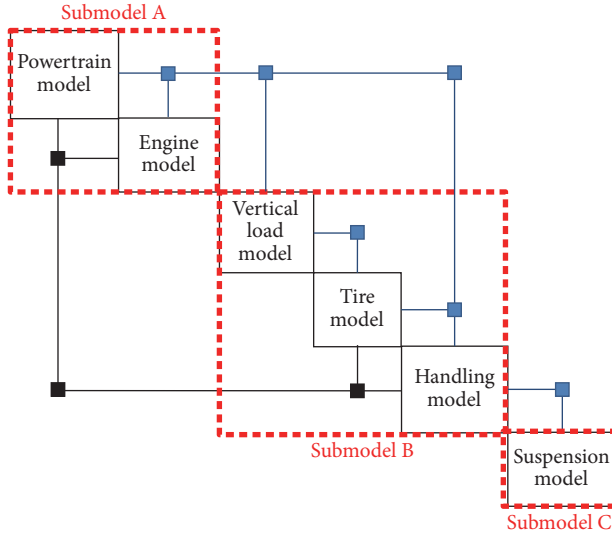 Submodel A
Powertrain
model
Engine
model
Vertical
load
model
Tire
model
Handling
model
Submodel B
Suspension
model
Submodel C